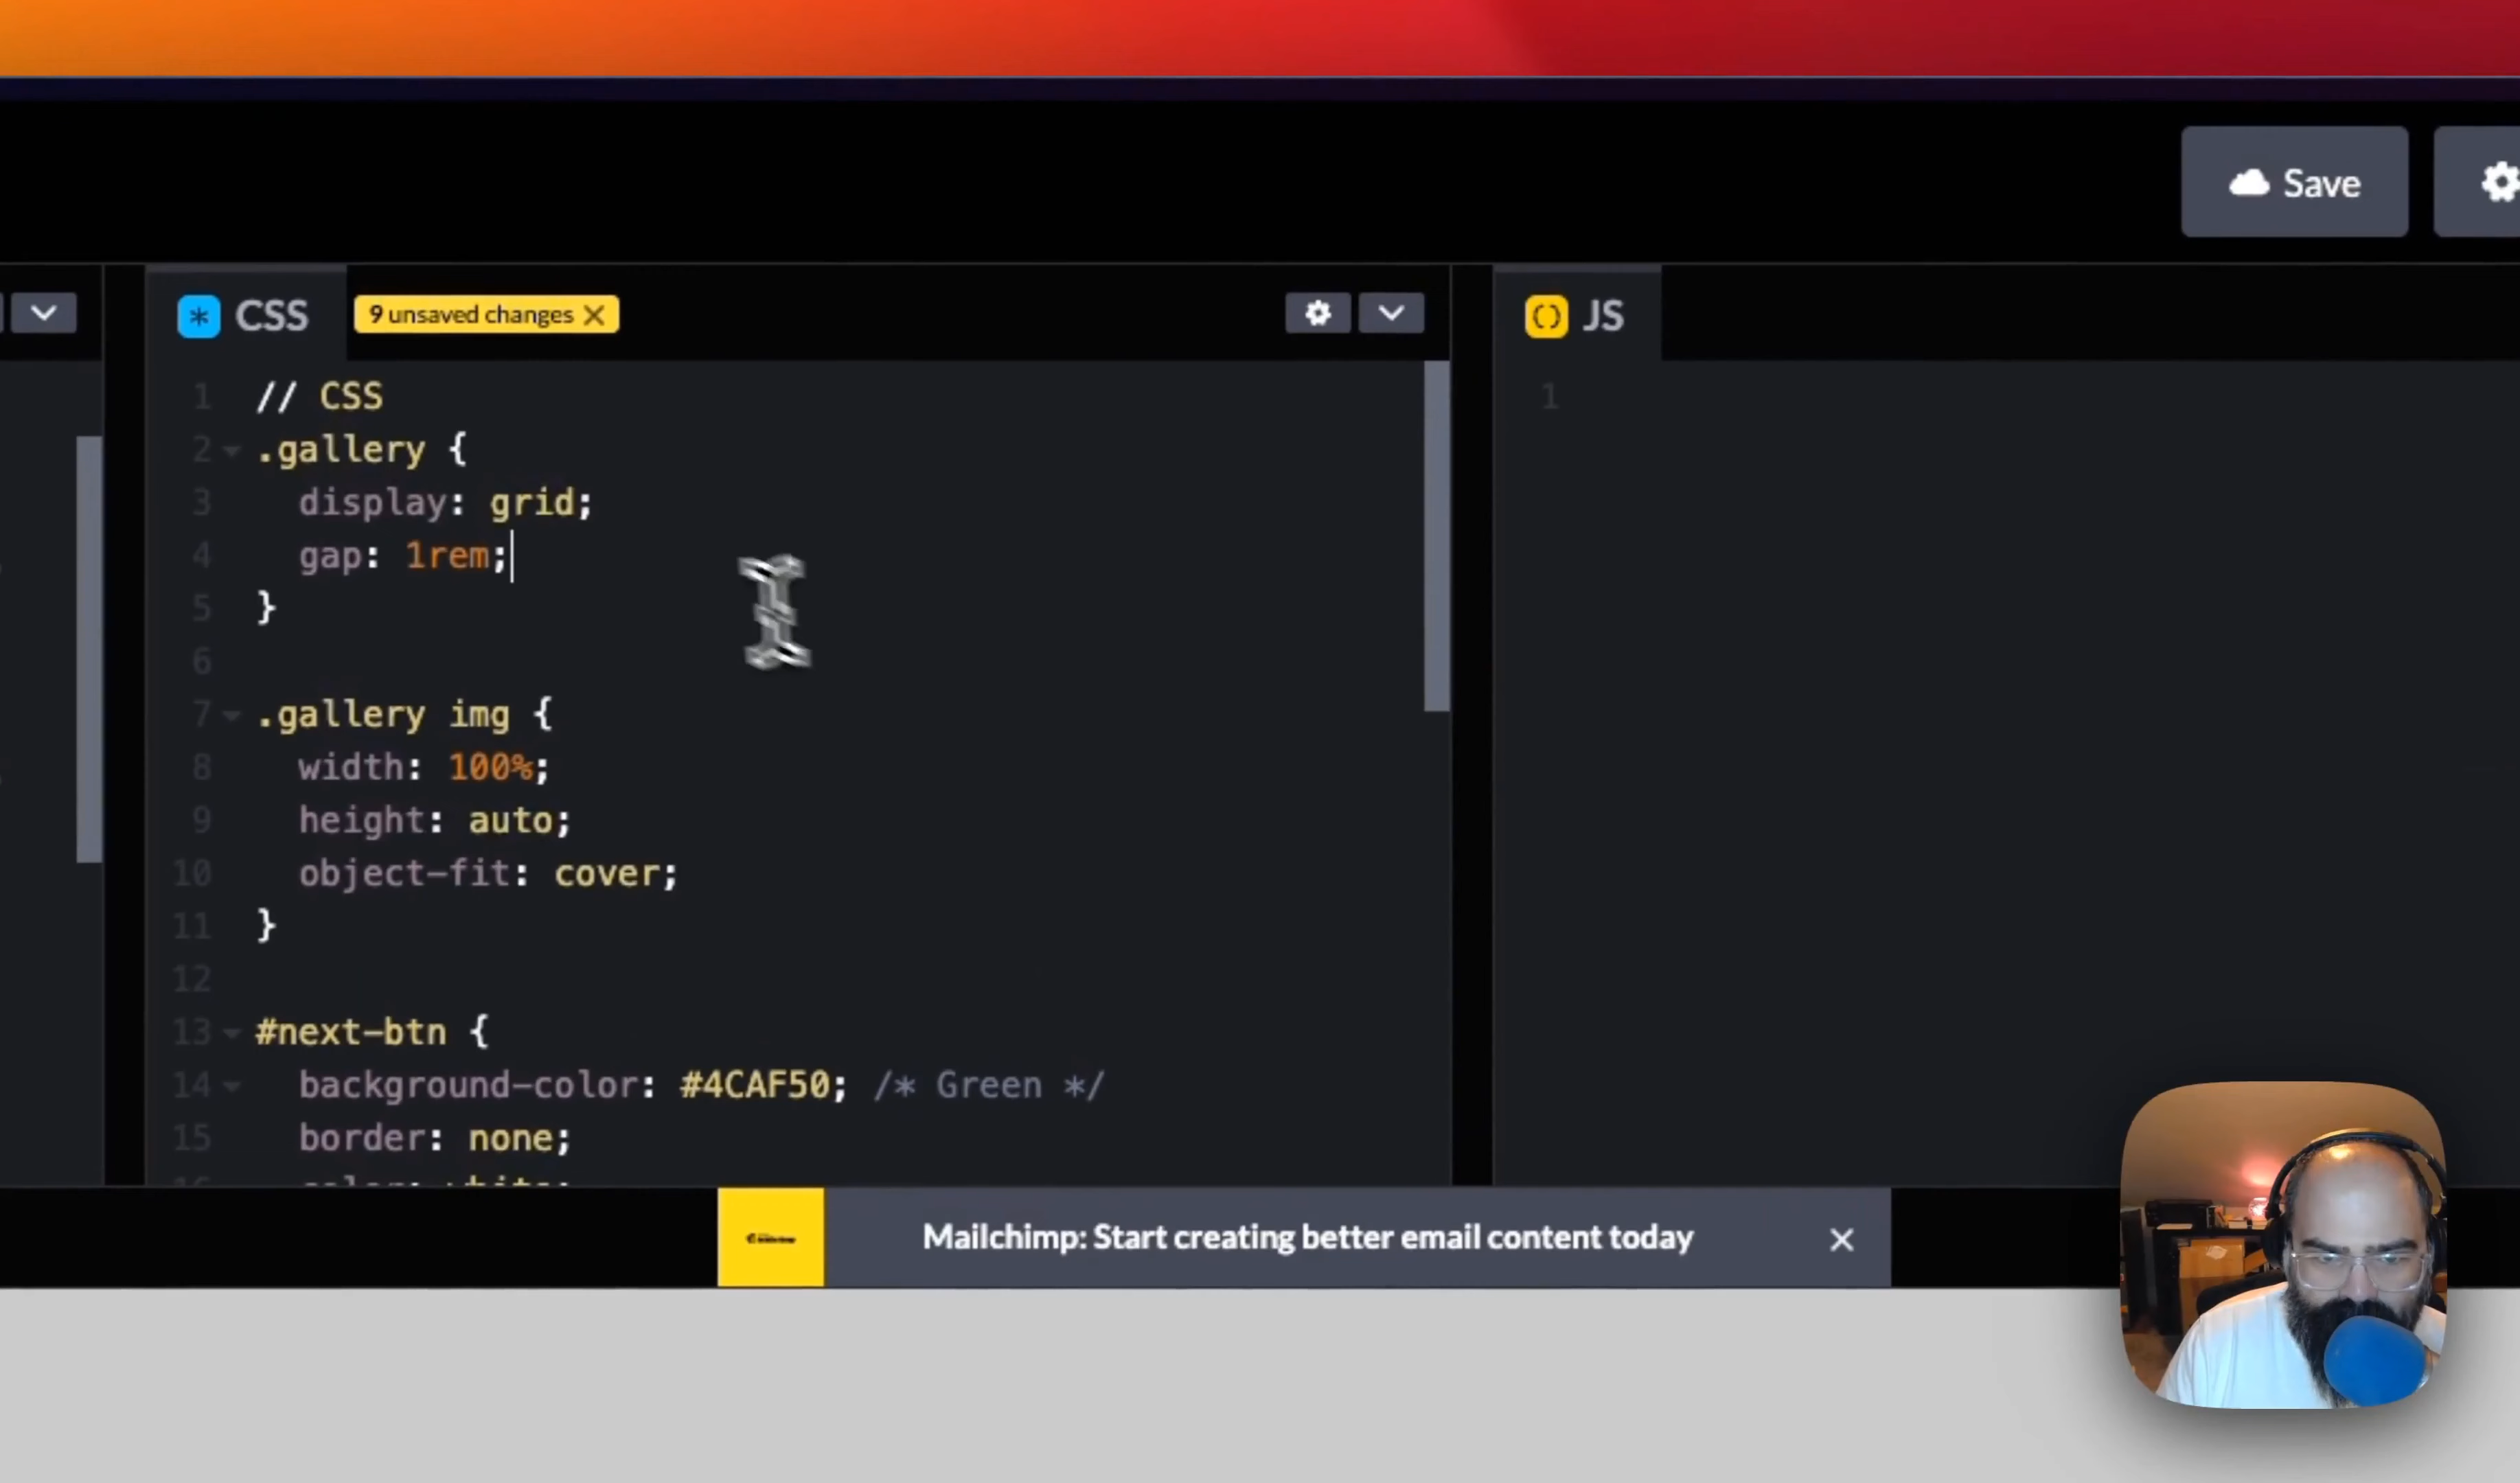 Save
CSS
9 unsaved changes
JS
1 // CSS
2 .gallery {
3 display: grid;
4 gap: 1rem;
5 }
6
7 .gallery img {
8 width: 100%;
9 height: auto;
10 object-fit: cover;
11 }
12
13 #next-btn {
14 background-color: #4CAF50; /* Green */
15 border: none;
1
Mailchimp: Start creating better email content today